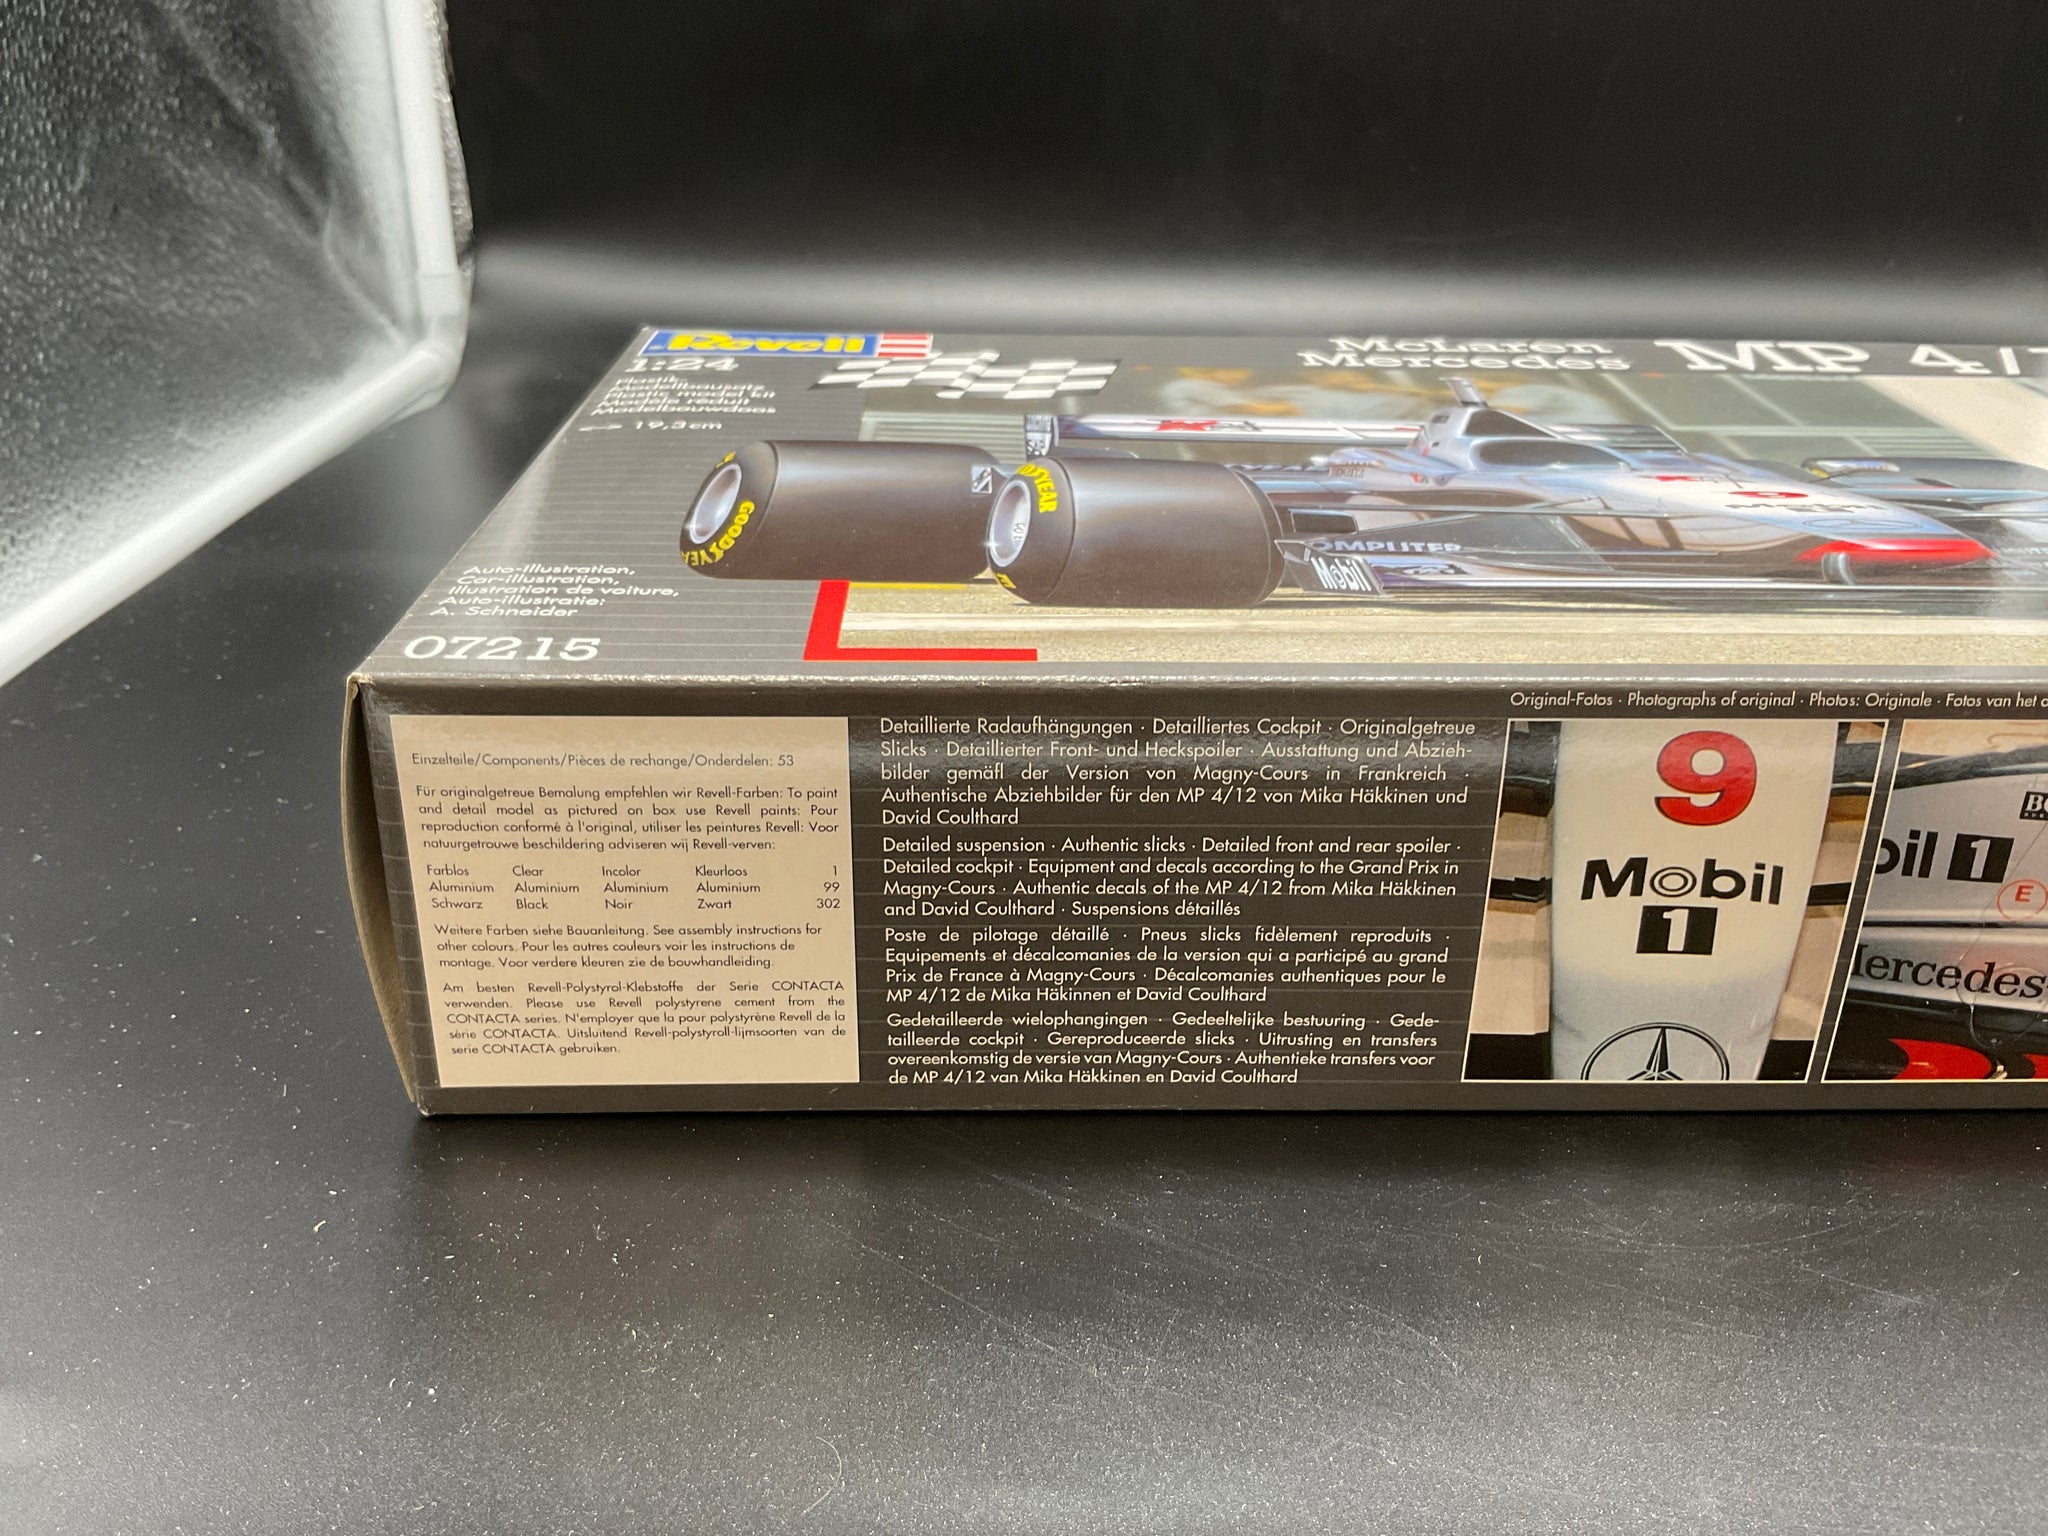 Revell
1:24
Plastik
Modellbausatz
Plastic model kit
Modèle réduit
Modelbouwdoos
19,3 cm
McLaren
Mercedes MP 4/1
GOODYEA
ODYEAR
OMPUTER
Mobil
9
Auto-Illustration,
Car-illustration,
Illustration de voiture,
Auto-illustratie:
A. Schneider
07215
Einzelteile/Components/Pièces de rechange/Onderdelen: 53
Für originalgetreue Bemalung empfehlen wir Revell-Farben: To paint
and detail model as pictured on box use Revell paints: Pour
reproduction conformé à l'original, utiliser les peintures Revell: Voor
natuurgetrouwe beschildering adviseren wij Revell-verven:
Farblos Clear Incolor Kleurloos 1
Aluminium Aluminium Aluminium Aluminium 99
Schwarz Black Noir Zwart 302
Weitere Farben siehe Bauanleitung. See assembly instructions for
other colours. Pour les autres couleurs voir les instructions de
montage. Voor verdere kleuren zie de bouwhandleiding.
Am besten Revell-Polystyrol-Klebstoffe der Serie CONTACTA
verwenden. Please use Revell polystyrene cement from the
CONTACTA series. N'employer que la pour polystyrène Revell de la
série CONTACTA. Uitsluitend Revell-polystyroll-lijmsoorten van de
serie CONTACTA gebruiken.
Detaillierte Radaufhängungen · Detailliertes Cockpit · Originalgetreue
Slicks · Detaillierter Front- und Heckspoiler · Ausstattung und Abzieh-
bilder gemäß der Version von Magny-Cours in Frankreich ·
Authentische Abziehbilder für den MP 4/12 von Mika Häkkinen und
David Coulthard
Detailed suspension · Authentic slicks · Detailed front and rear spoiler ·
Detailed cockpit · Equipment and decals according to the Grand Prix in
Magny-Cours · Authentic decals of the MP 4/12 from Mika Häkkinen
and David Coulthard · Suspensions détaillés
Poste de pilotage détaillé · Pneus slicks fidèlement reproduits ·
Equipements et décalcomanies de la version qui a participé au grand
Prix de France à Magny-Cours · Décalcomanies authentiques pour le
MP 4/12 de Mika Häkinnen et David Coulthard
Gedetailleerde wielophangingen · Gedeeltelijke bestuuring · Gede-
tailleerde cockpit · Gereproduceerde slicks · Uitrusting en transfers
overeenkomstig de versie van Magny-Cours · Authentieke transfers voor
de MP 4/12 van Mika Häkkinen en David Coulthard
Original-Fotos · Photographs of original · Photos: Originale · Fotos van het o
9
Mobil
1
bil 1
E
Mercedes-